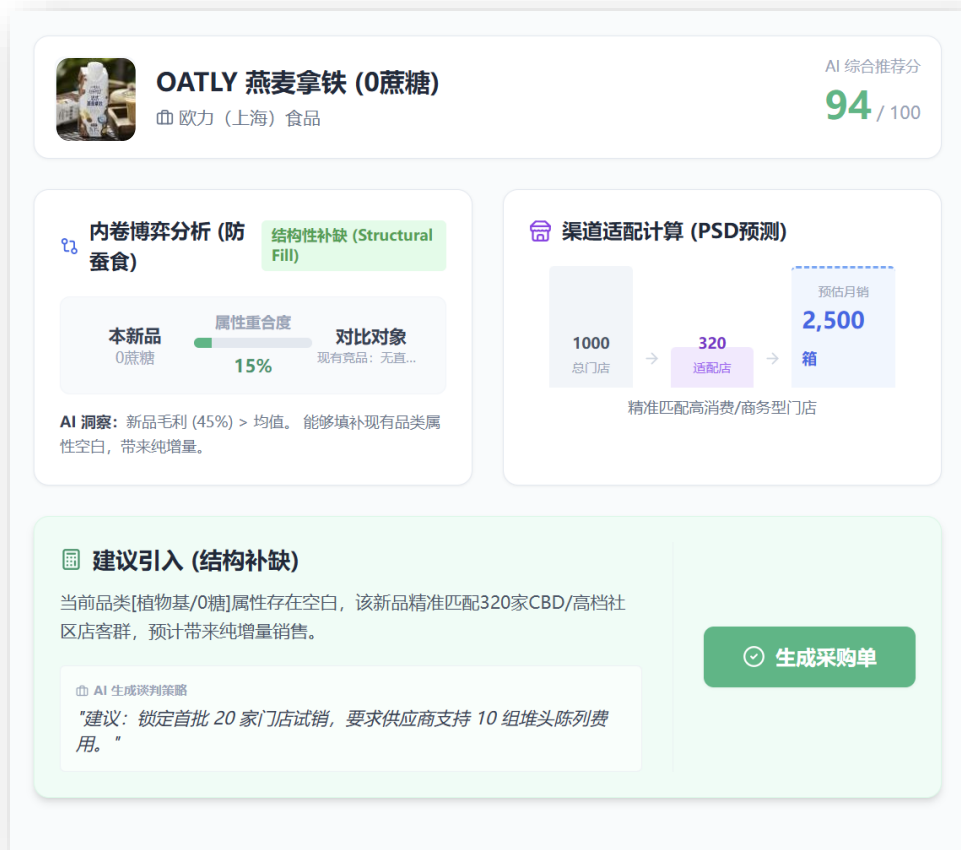 OATLY 燕麦拿铁 (0蔗糖)
欧力（上海）食品
AI 综合推荐分
94 / 100
内卷博弈分析 (防
蚕食)
结构性补缺 (Structural
Fill)
本新品
0蔗糖
属性重合度
15%
对比对象
现有竞品：无直...
AI 洞察：新品毛利 (45%) > 均值。 能够填补现有品类属
性空白，带来纯增量。
渠道适配计算 (PSD预测)
1000
总门店
320
适配店
预估月销
2,500
箱
精准匹配高消费/商务型门店
建议引入 (结构补缺)
当前品类[植物基/0糖]属性存在空白，该新品精准匹配320家CBD/高档社
区店客群，预计带来纯增量销售。
AI 生成谈判策略
"建议：锁定首批 20 家门店试销，要求供应商支持 10 组堆头陈列费
用。"
生成采购单